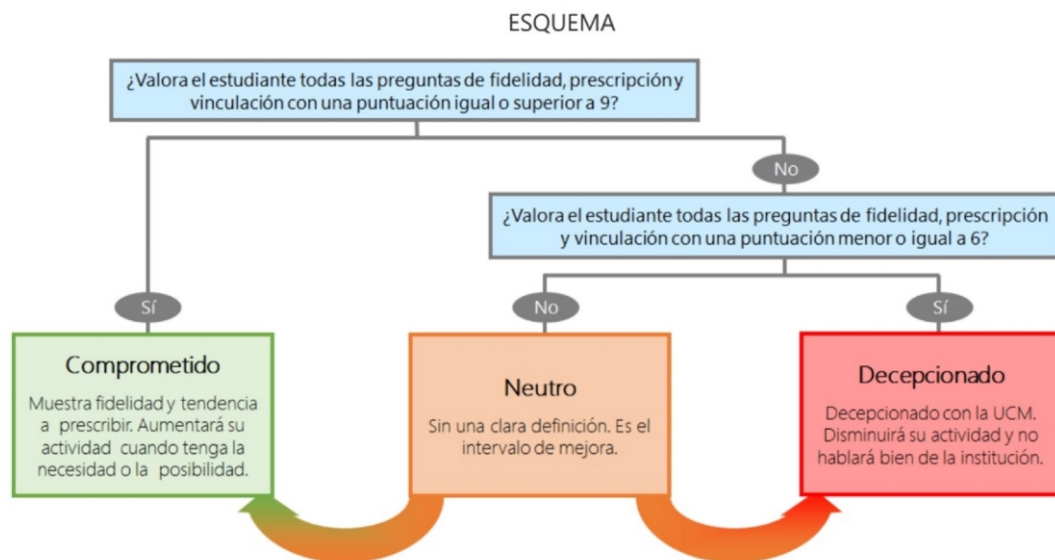 ESQUEMA
¿Valora el estudiante todas las preguntas de fidelidad, prescripción y
vinculación con una puntuación igual o superior a 9?
No
¿Valora el estudiante todas las preguntas de fidelidad, prescripción
y vinculación con una puntuación menor o igual a 6?
Sí
No
Sí
Comprometido
Muestra fidelidad y tendencia
a prescribir. Aumentará su
actividad cuando tenga la
necesidad o la posibilidad.
Neutro
Sin una clara definición. Es el
intervalo de mejora.
Decepcionado
Decepcionado con la UCM.
Disminuirá su actividad y no
hablará bien de la institución.